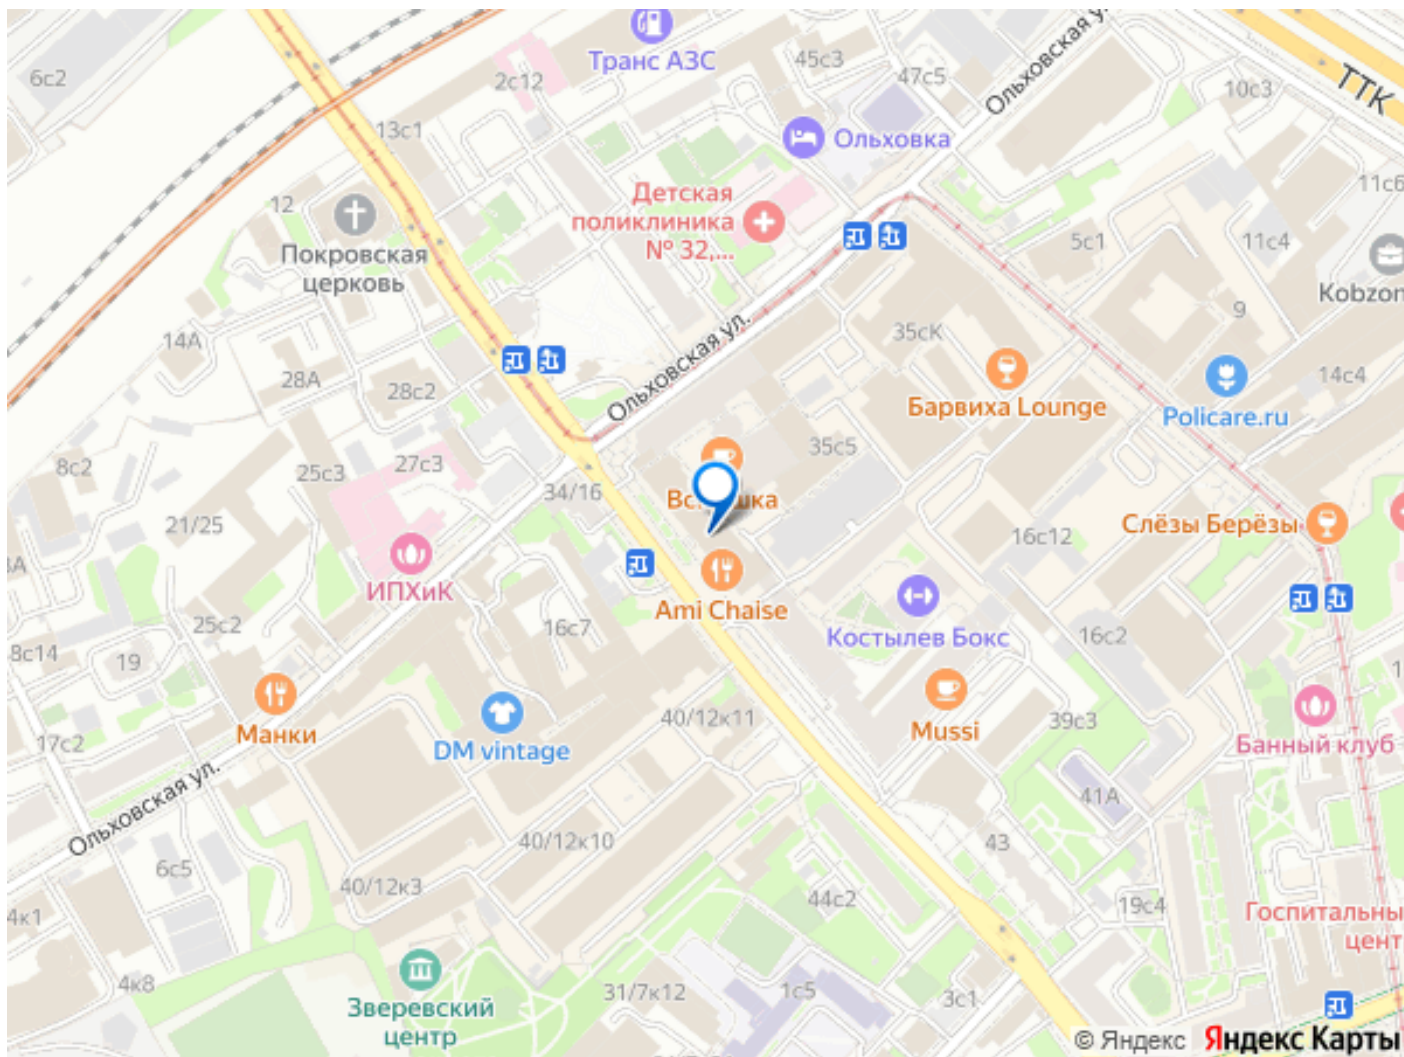 6с2
Транс АЗС
45с3
2с12
47с5
Ольховская ул.
ТТК
10с3
13с1
Ольховка
Детская
поликлиника
№ 32,...
12
11с6
Покровская
церковь
5с1
11с4
Kobzon
9
14А
35сК
Ольховская ул.
28А
28с2
14с4
Барвиха Lounge
Policare.ru
8с2
27с3
25с3
35с5
34/16
21/25
Слёзы Берёзы
16с12
ИПХиК
Ami Chaise
25с2
16с7
Костылев Бокс
16с2
8с14
19
Манки
40/12к11
Mussi
39с3
17с2
DM vintage
Банный клуб
Ольховская ул.
41А
40/12к10
43
6с5
40/12к3
44с2
19с4
4к1
Госпитальны
цент
4к8
Зверевский
центр
31/7к12
1с5
3с1
© Яндекс Яндекс Карты